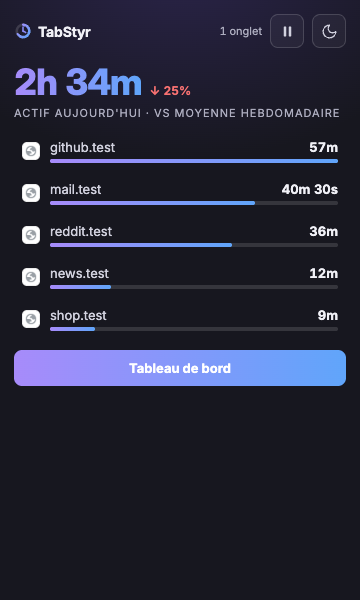 TabStyr
1 onglet
2h 34m ↓ 25%
ACTIF AUJOURD'HUI · VS MOYENNE HEBDOMADAIRE
github.test 57m
mail.test 40m 30s
reddit.test 36m
news.test 12m
shop.test 9m
Tableau de bord